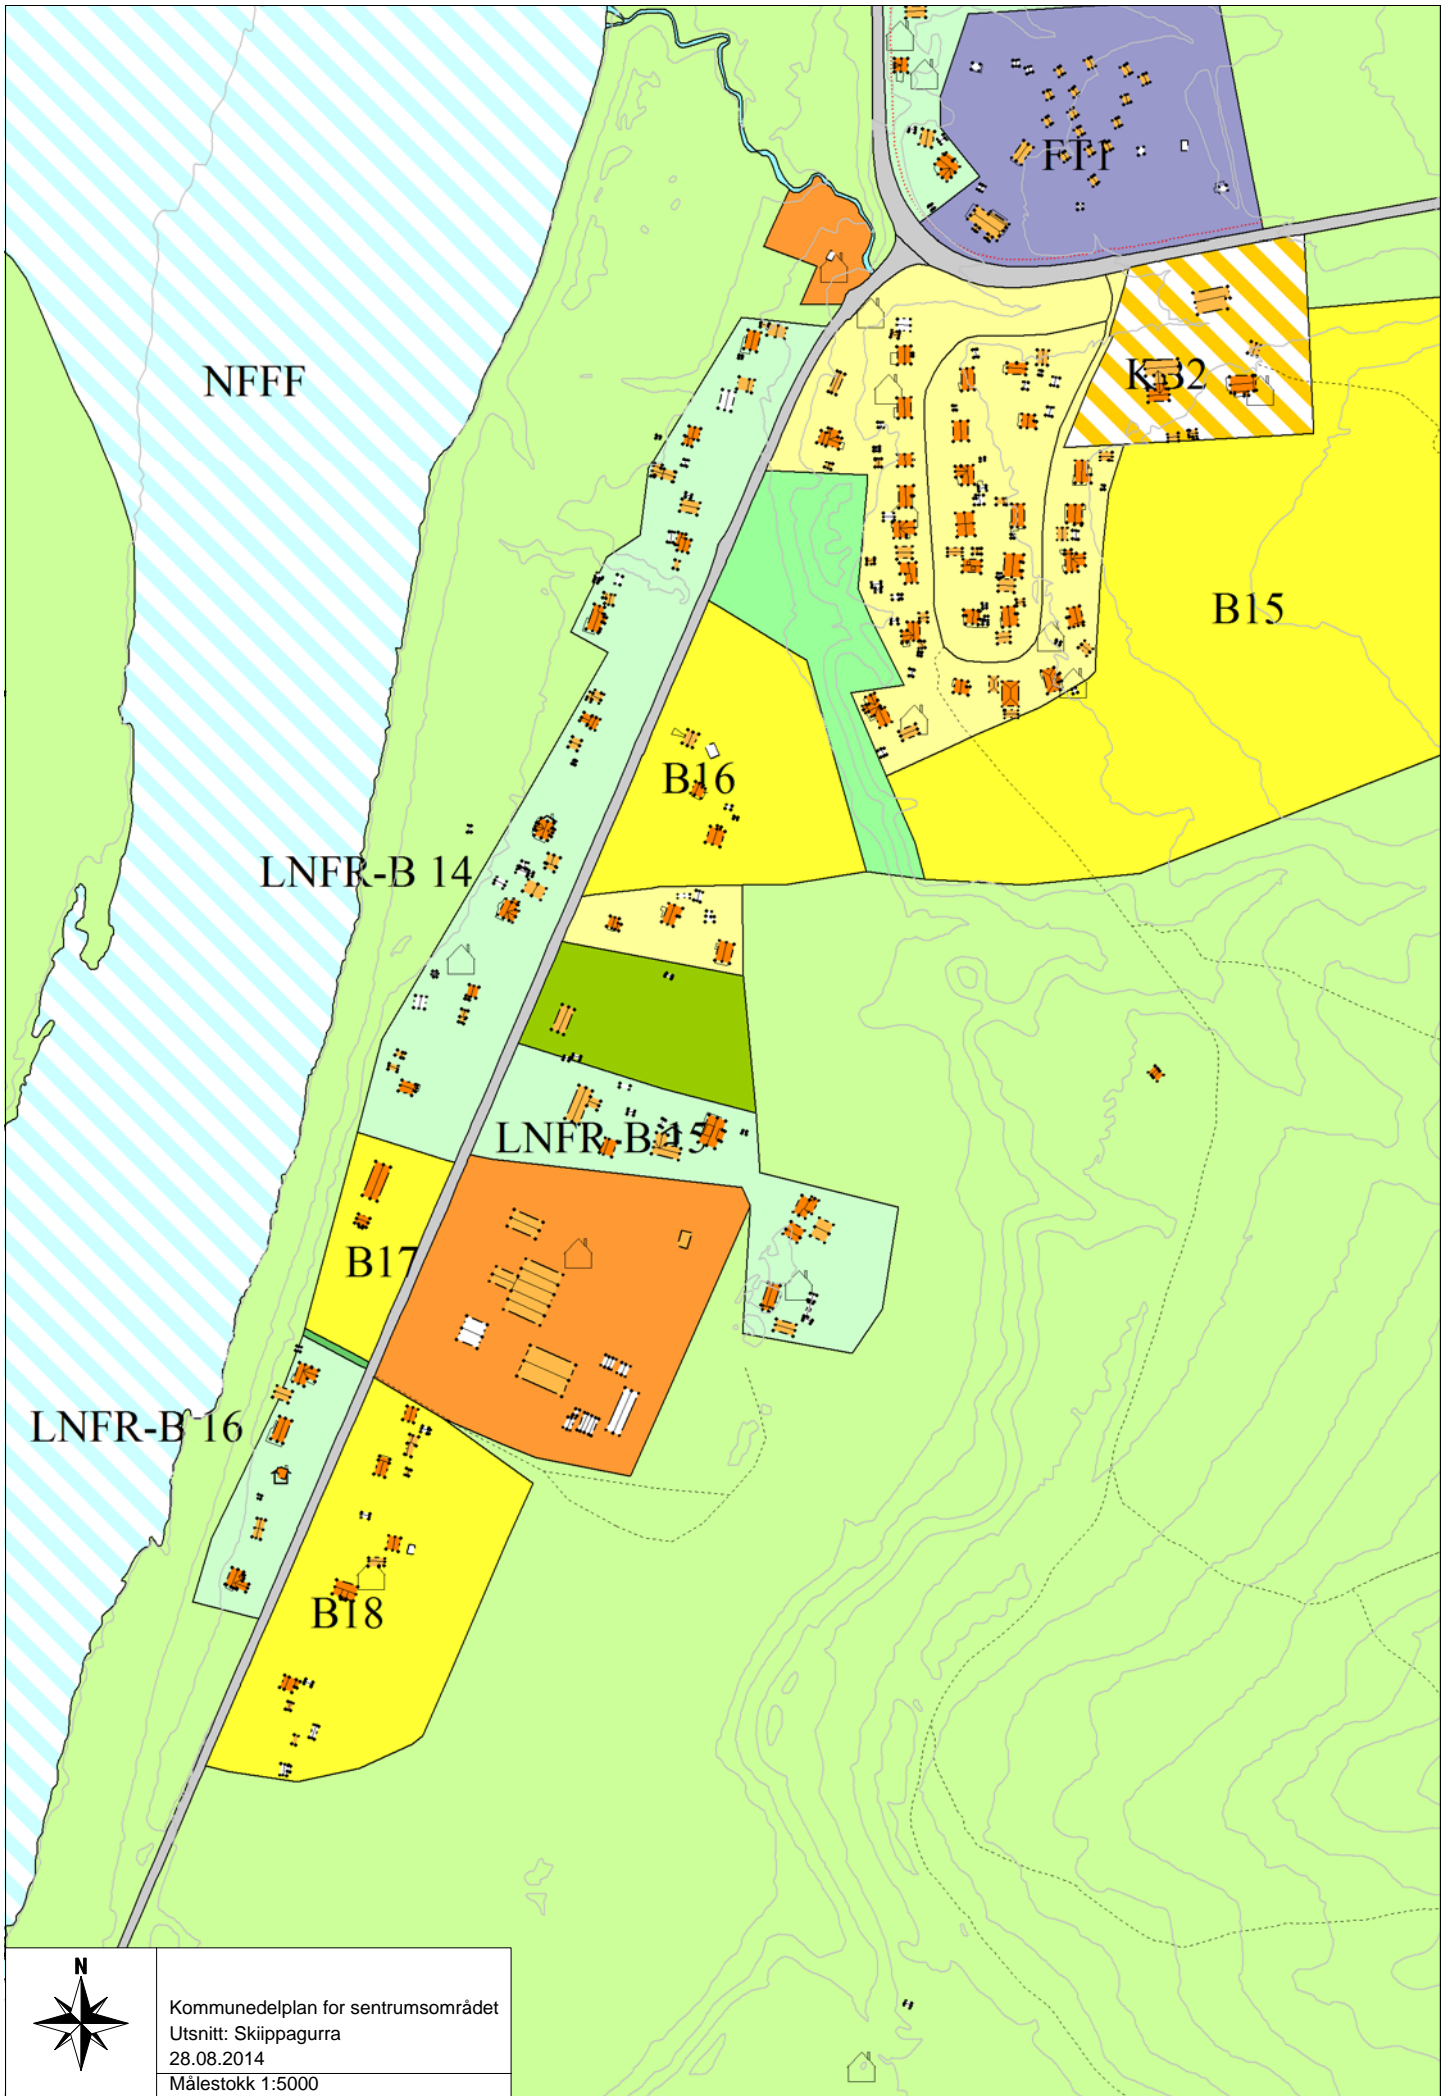 FT1
NFFF
KB2
B15
B16
LNFR-B 14
LNFR-B 15
B17
LNFR-B 16
B18
N
Kommunedelplan for sentrumsområdet
Utsnitt: Skiippagurra
28.08.2014
Målestokk 1:5000